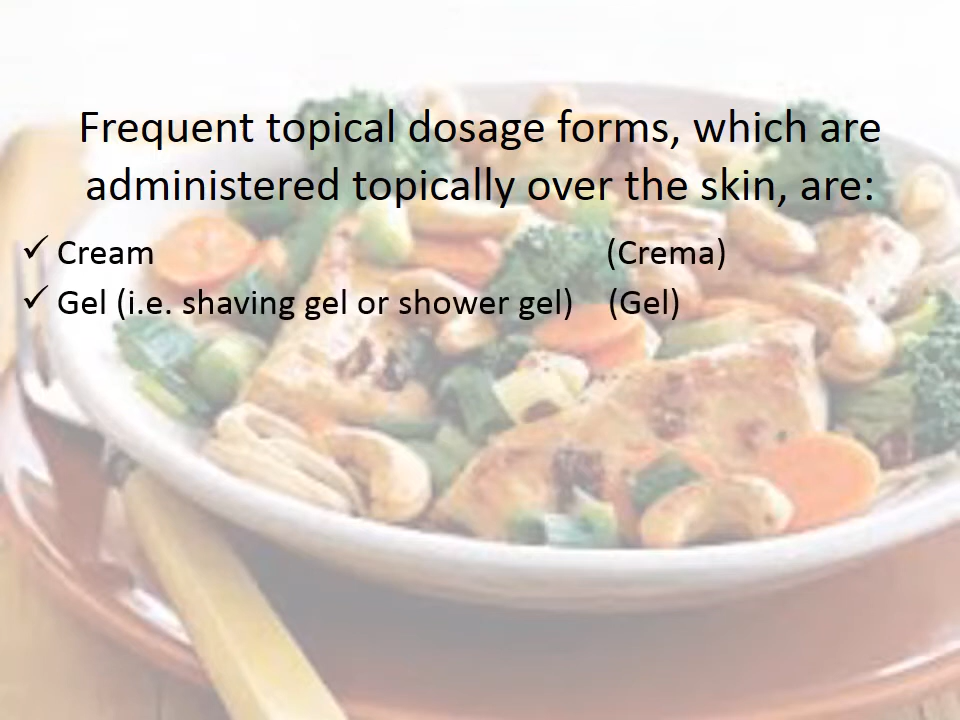 Frequent topical dosage forms, which are
administered topically over the skin, are:
✓ Cream (Crema)
✓ Gel (i.e. shaving gel or shower gel) (Gel)